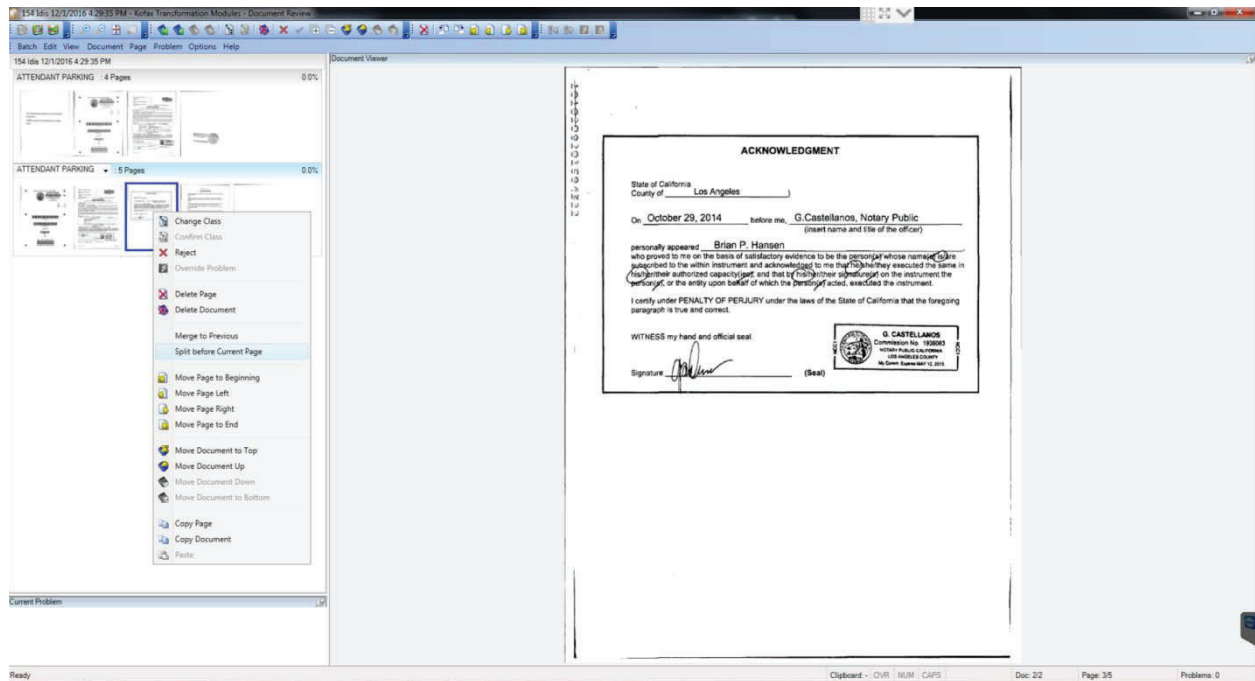 154 Idis 12/1/2016 4:29:35 PM - Kofax Transformation Modules - Document Review
Batch Edit View Document Page Problem Options Help
154 Idis 12/1/2016 4:29:35 PM
ATTENDANT PARKING : 4 Pages 0.0%
ATTENDANT PARKING : 5 Pages 0.0%
Change Class
Confirm Class
Reject
Override Problem
Delete Page
Delete Document
Merge to Previous
Split before Current Page
Move Page to Beginning
Move Page Left
Move Page Right
Move Page to End
Move Document to Top
Move Document Up
Move Document Down
Move Document to Bottom
Copy Page
Copy Document
Paste
Current Problem
Document Viewer
ACKNOWLEDGMENT
State of California
County of Los Angeles )
On October 29, 2014 before me, G.Castellanos, Notary Public
(insert name and title of the officer)
personally appeared Brian P. Hansen ,
who proved to me on the basis of satisfactory evidence to be the person(s) whose name(s) is/are
subscribed to the within instrument and acknowledged to me that he/she/they executed the same in
his/her/their authorized capacity(ies), and that by his/her/their signature(s) on the instrument the
person(s), or the entity upon behalf of which the person(s) acted, executed the instrument.
I certify under PENALTY OF PERJURY under the laws of the State of California that the foregoing
paragraph is true and correct.
WITNESS my hand and official seal.
G. CASTELLANOS
NOTARY PUBLIC-CALIFORNIA
LOS ANGELES COUNTY
Signature (Seal)
Ready
Clipboard: - OVR NUM CAPS Doc: 2/2 Page: 3/5 Problems: 0